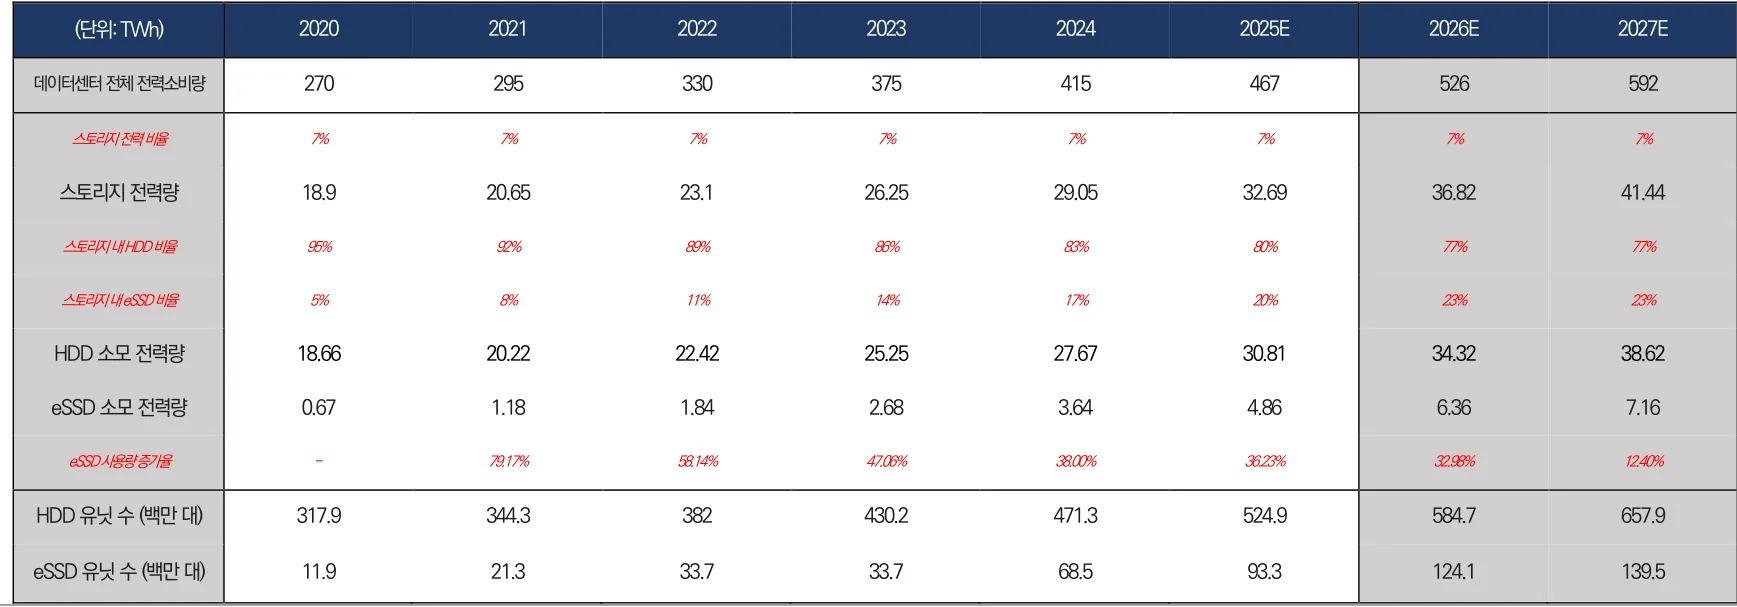 (단위: TWh) 2020 2021 2022 2023 2024 2025E 2026E 2027E
데이터센터 전체 전력소비량 270 295 330 375 415 467 526 592
스토리지 전력 비율 7% 7% 7% 7% 7% 7% 7% 7%
스토리지 전력량 18.9 20.65 23.1 26.25 29.05 32.69 36.82 41.44
스토리지 내 HDD 비율 95% 92% 89% 86% 83% 80% 77% 77%
스토리지 내 eSSD 비율 5% 8% 11% 14% 17% 20% 23% 23%
HDD 소모 전력량 18.66 20.22 22.42 25.25 27.67 30.81 34.32 38.62
eSSD 소모 전력량 0.67 1.18 1.84 2.68 3.64 4.86 6.36 7.16
eSSD 사용량 증가율 - 79.17% 58.14% 47.06% 38.00% 36.23% 32.98% 12.40%
HDD 유닛 수 (백만 대) 317.9 344.3 382 430.2 471.3 524.9 584.7 657.9
eSSD 유닛 수 (백만 대) 11.9 21.3 33.7 33.7 68.5 93.3 124.1 139.5